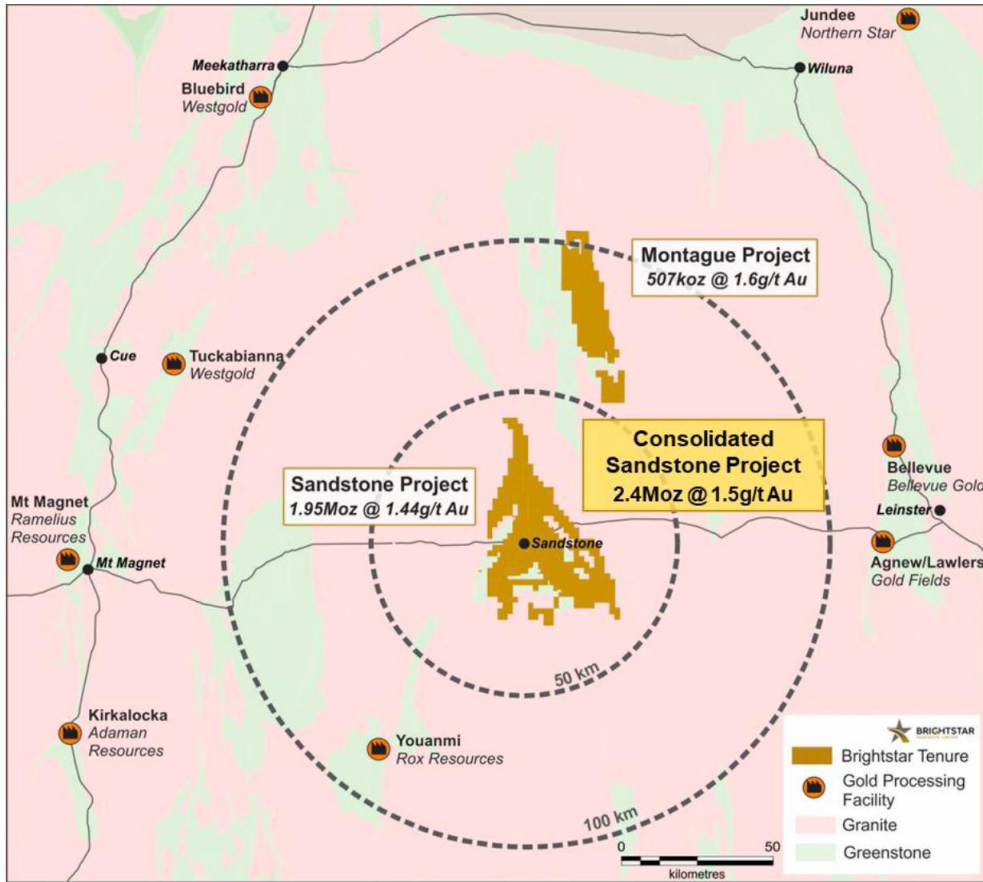 Jundee
Northern Star
Meekatharra
Wiluna
Bluebird
Westgold
Montague Project
507koz @ 1.6g/t Au
Cue
Tuckabianna
Westgold
Consolidated
Sandstone Project
2.4Moz @ 1.5g/t Au
Sandstone Project
1.95Moz @ 1.44g/t Au
Bellevue
Bellevue Gold
Leinster
Mt Magnet
Ramelius
Resources
Sandstone
Agnew/Lawlers
Gold Fields
Mt Magnet
50 km
Kirkalocka
Adaman
Resources
Youanmi
Rox Resources
100 km
BRIGHTSTAR
Brightstar Tenure
Gold Processing
Facility
Granite
Greenstone
0 50
kilometres